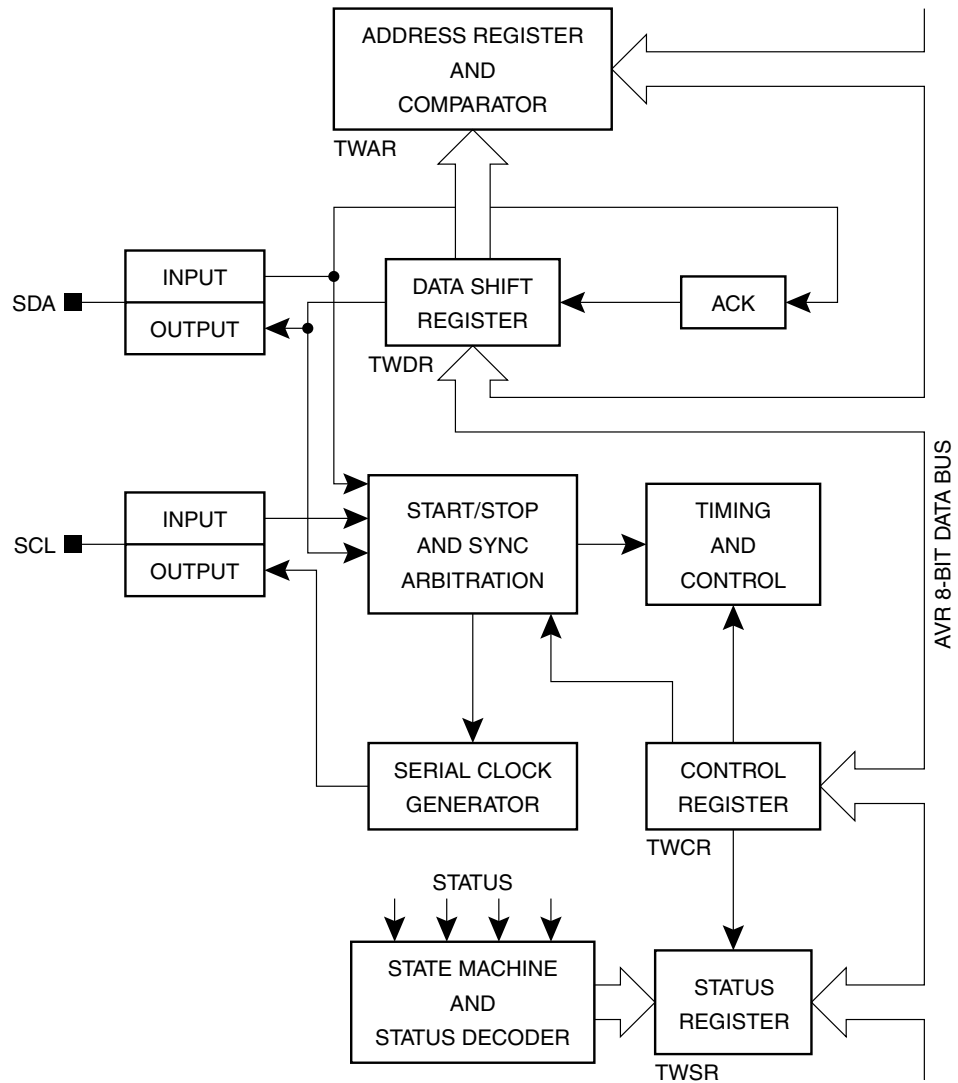 ADDRESS REGISTER
AND
COMPARATOR
TWAR
INPUT
SDA
OUTPUT
DATA SHIFT
REGISTER
TWDR
ACK
INPUT
SCL
OUTPUT
START/STOP
AND SYNC
ARBITRATION
TIMING
AND
CONTROL
AVR 8-BIT DATA BUS
SERIAL CLOCK
GENERATOR
CONTROL
REGISTER
TWCR
STATUS
STATE MACHINE
AND
STATUS DECODER
STATUS
REGISTER
TWSR